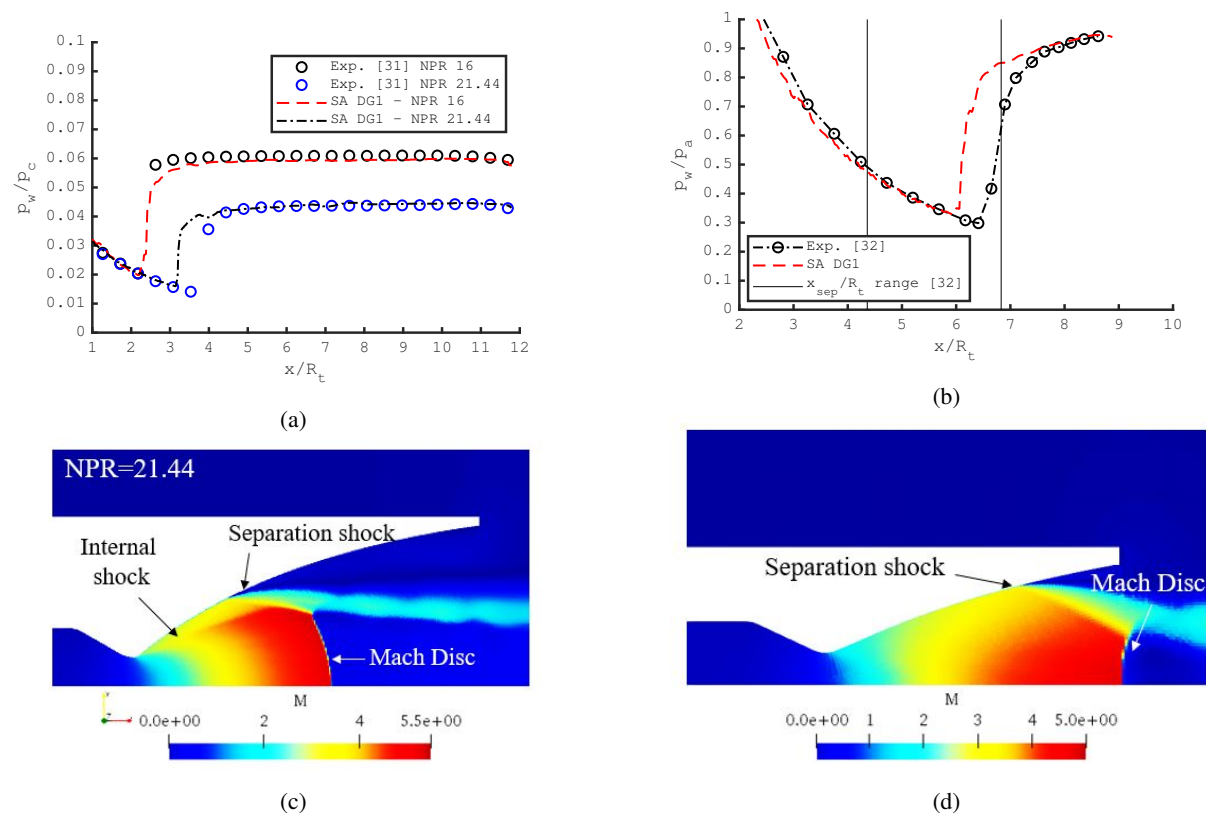 0.1
0.09
0.08
0.07
0.06
0.05
0.04
0.03
0.02
0.01
0
p_w/p_c
1 2 3 4 5 6 7 8 9 10 11 12
x/R_t
Exp. [31] NPR 16
Exp. [31] NPR 21.44
SA DG1 - NPR 16
SA DG1 - NPR 21.44
(a)
1
0.9
0.8
0.7
0.6
0.5
0.4
0.3
0.2
0.1
0
p_w/p_a
2 3 4 5 6 7 8 9 10
x/R_t
Exp. [32]
SA DG1
x_sep/R_t range [32]
(b)
NPR=21.44
Separation shock
Internal
shock
Mach Disc
M
0.0e+00 2 4 5.5e+00
(c)
Separation shock
Mach Disc
M
0.0e+00 1 2 3 4 5.0e+00
(d)